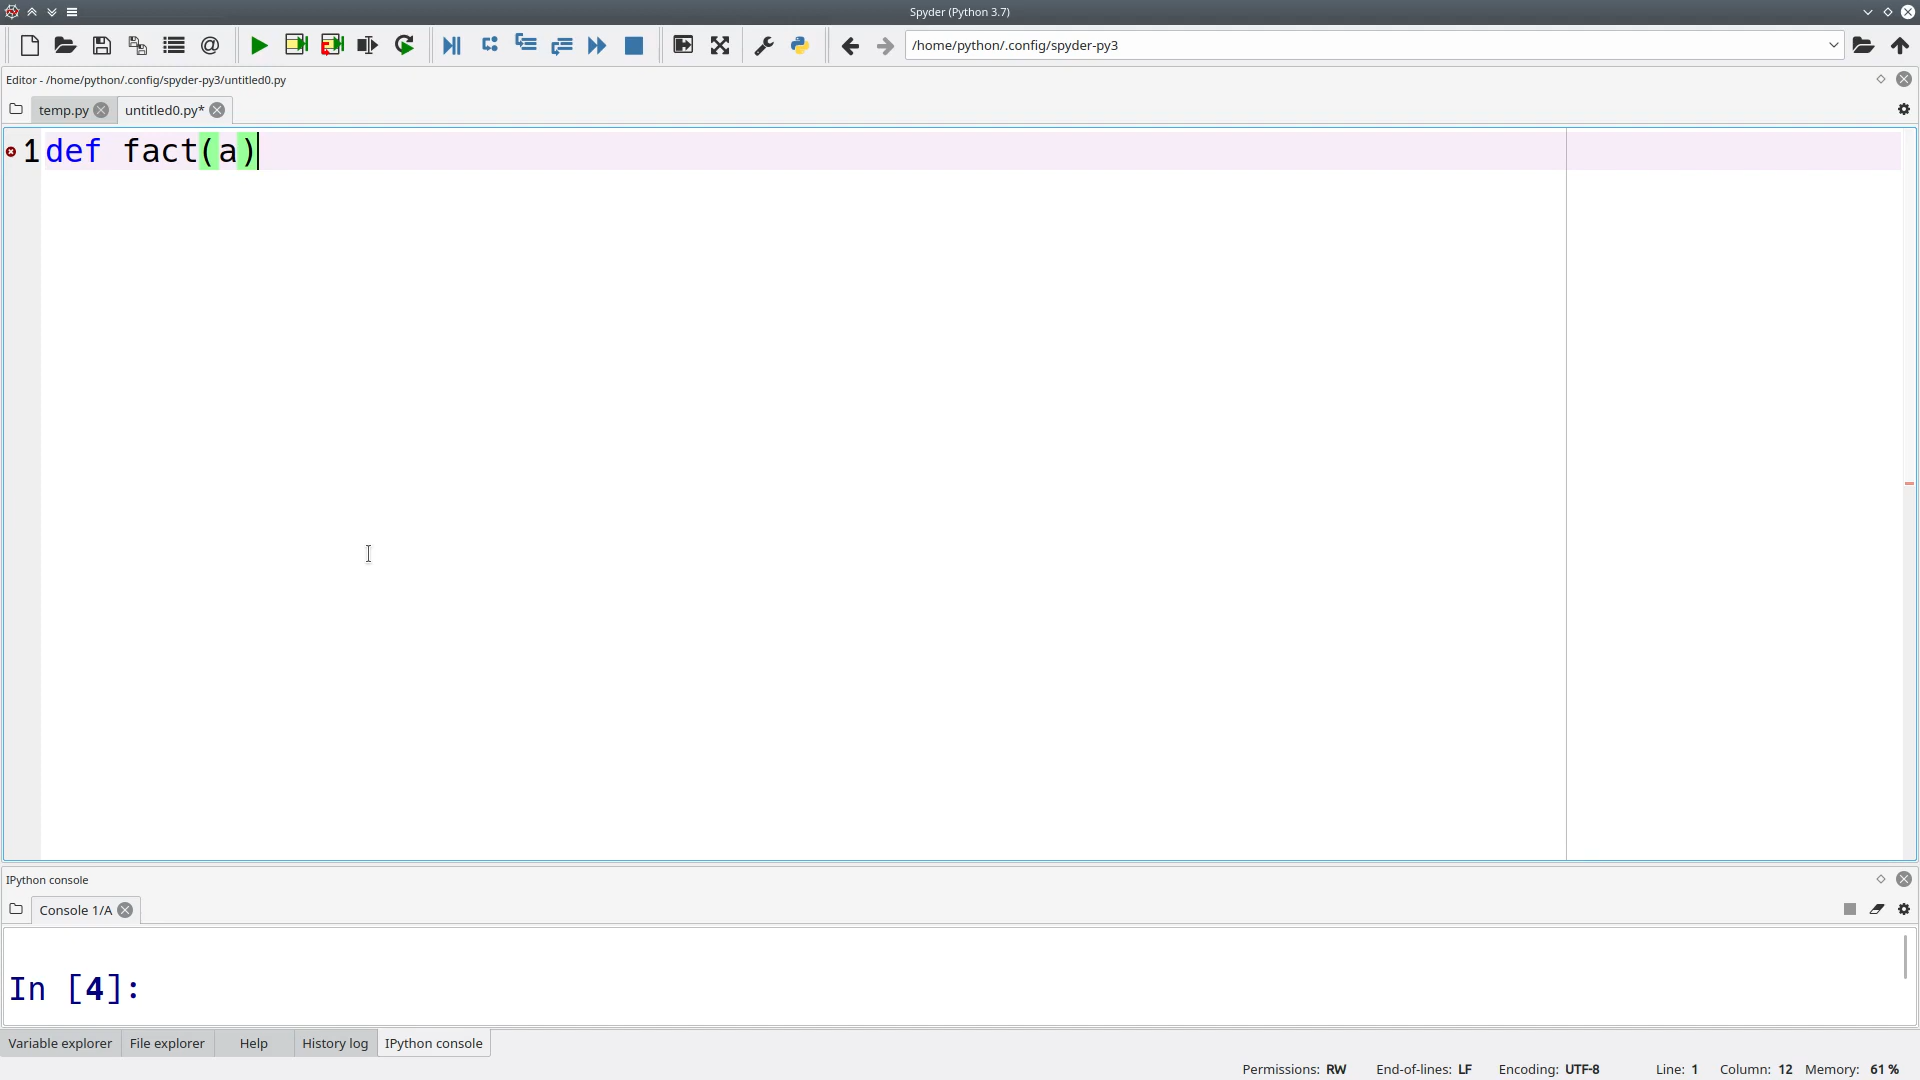 Spyder (Python 3.7)
/home/python/.config/spyder-py3
Editor - /home/python/.config/spyder-py3/untitled0.py
temp.py
untitled0.py*
1 def fact(a)
IPython console
Console 1/A
In [4]:
Variable explorer
File explorer
Help
History log
IPython console
Permissions: RW
End-of-lines: LF
Encoding: UTF-8
Line: 1
Column: 12
Memory: 61 %